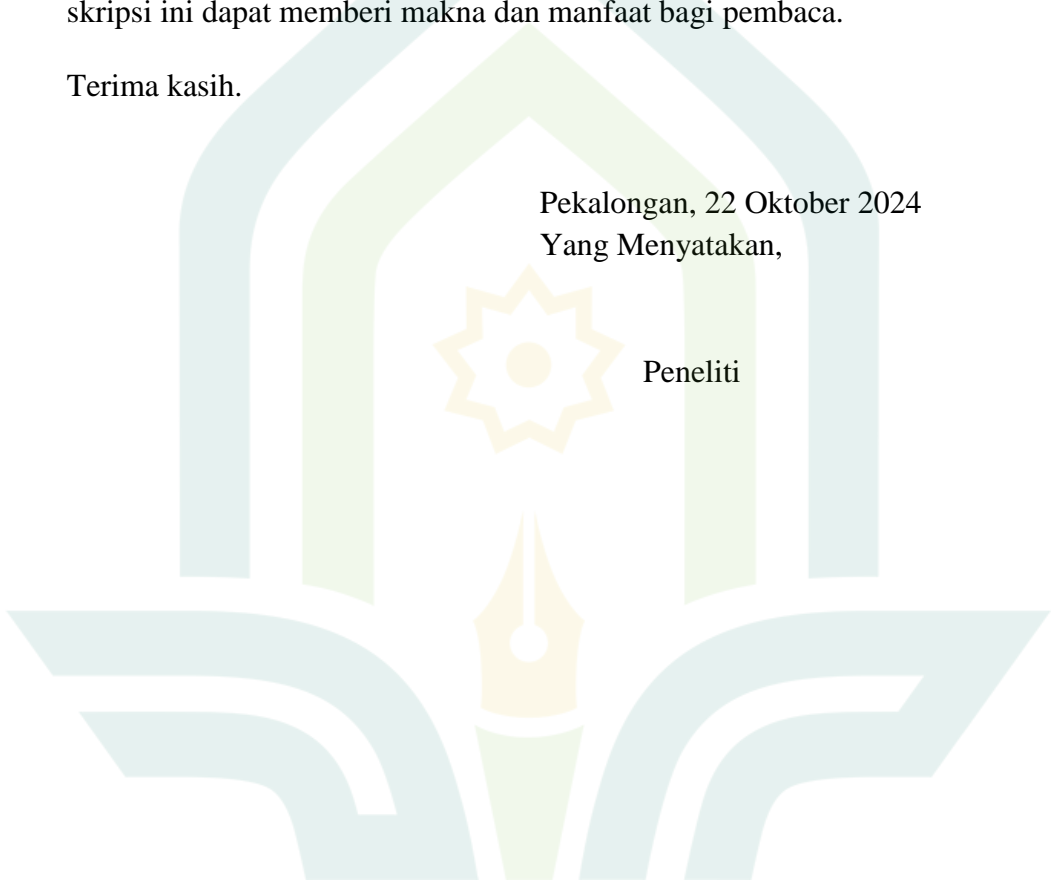 skripsi ini dapat memberi makna dan manfaat bagi pembaca.
Terima kasih.
Pekalongan, 22 Oktober 2024
Yang Menyatakan,
Peneliti